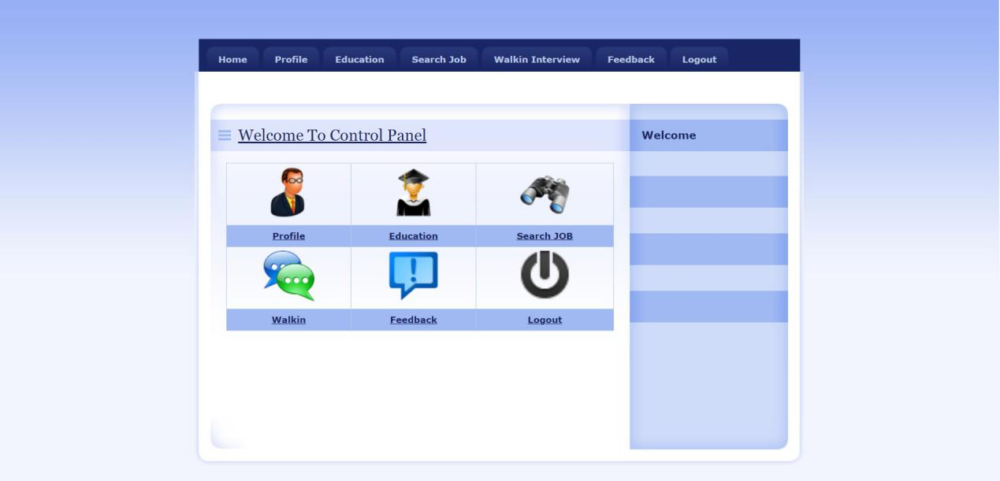 Home Profile Education Search Job Walkin Interview Feedback Logout
Welcome To Control Panel
Welcome
Profile Education Search JOB
Walkin Feedback Logout